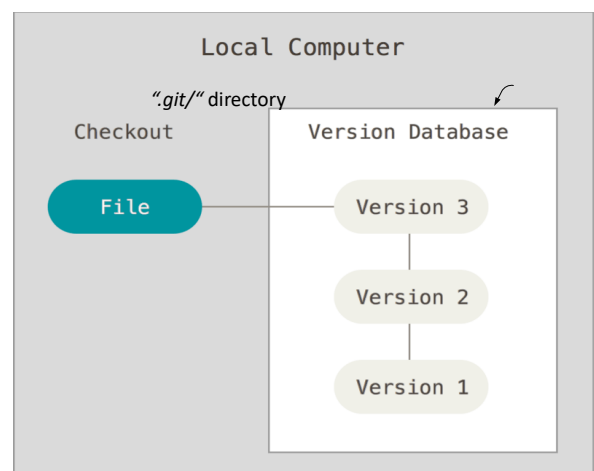 Local Computer
“.git/“ directory
Checkout
Version Database
File
Version 3
Version 2
Version 1